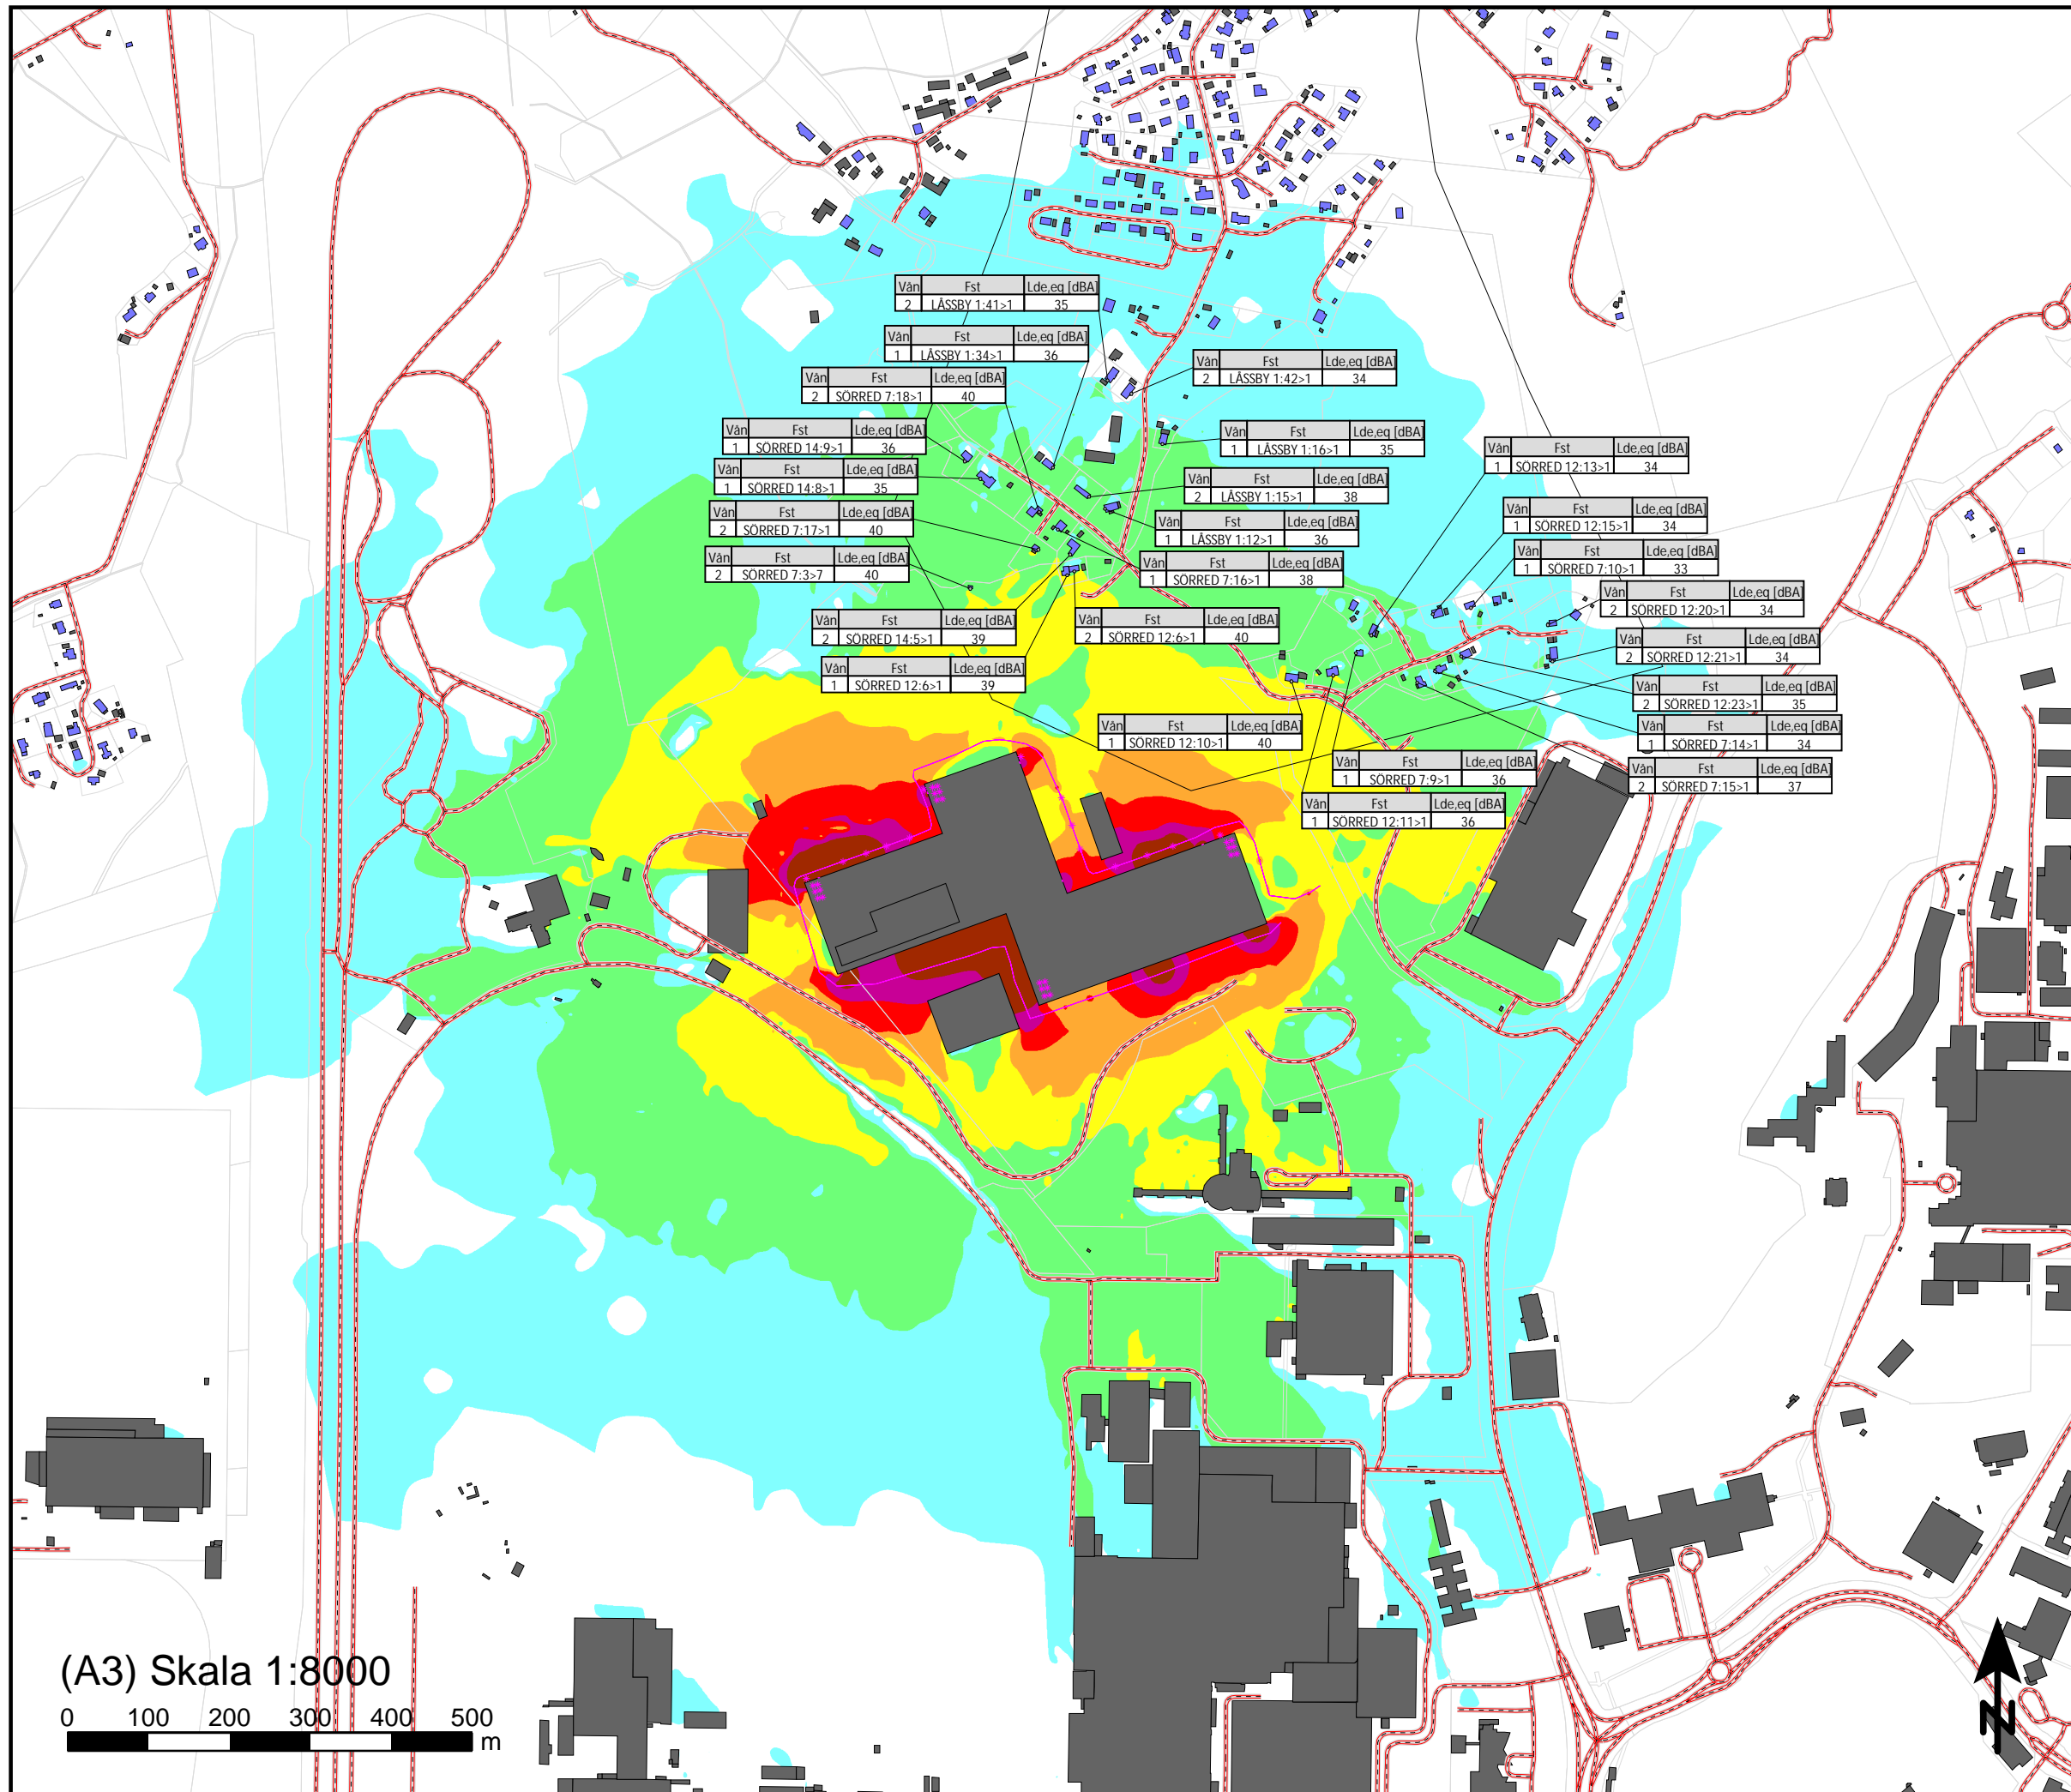 Vån Fst Lde,eq [dBA]
2 LÅSSBY 1:41>1 35
Vån Fst Lde,eq [dBA]
1 LÅSSBY 1:34>1 36
Vån Fst Lde,eq [dBA]
2 LÅSSBY 1:42>1 34
Vån Fst Lde,eq [dBA]
2 SÖRRED 7:18>1 40
Vån Fst Lde,eq [dBA]
1 SÖRRED 14:9>1 36
Vån Fst Lde,eq [dBA]
1 LÅSSBY 1:16>1 35
Vån Fst Lde,eq [dBA]
1 SÖRRED 12:13>1 34
Vån Fst Lde,eq [dBA]
1 SÖRRED 14:8>1 35
Vån Fst Lde,eq [dBA]
2 LÅSSBY 1:15>1 38
Vån Fst Lde,eq [dBA]
1 SÖRRED 12:15>1 34
Vån Fst Lde,eq [dBA]
2 SÖRRED 7:17>1 40
Vån Fst Lde,eq [dBA]
1 LÅSSBY 1:12>1 36
Vån Fst Lde,eq [dBA]
1 SÖRRED 7:10>1 33
Vån Fst Lde,eq [dBA]
2 SÖRRED 7:3>7 40
Vån Fst Lde,eq [dBA]
1 SÖRRED 7:16>1 38
Vån Fst Lde,eq [dBA]
2 SÖRRED 12:20>1 34
Vån Fst Lde,eq [dBA]
2 SÖRRED 14:5>1 39
Vån Fst Lde,eq [dBA]
2 SÖRRED 12:6>1 40
Vån Fst Lde,eq [dBA]
2 SÖRRED 12:21>1 34
Vån Fst Lde,eq [dBA]
1 SÖRRED 12:6>1 39
Vån Fst Lde,eq [dBA]
2 SÖRRED 12:23>1 35
Vån Fst Lde,eq [dBA]
1 SÖRRED 12:10>1 40
Vån Fst Lde,eq [dBA]
1 SÖRRED 7:14>1 34
Vån Fst Lde,eq [dBA]
1 SÖRRED 7:9>1 36
Vån Fst Lde,eq [dBA]
2 SÖRRED 7:15>1 37
Vån Fst Lde,eq [dBA]
1 SÖRRED 12:11>1 36
(A3) Skala 1:8000
0 100 200 300 400 500
m
N